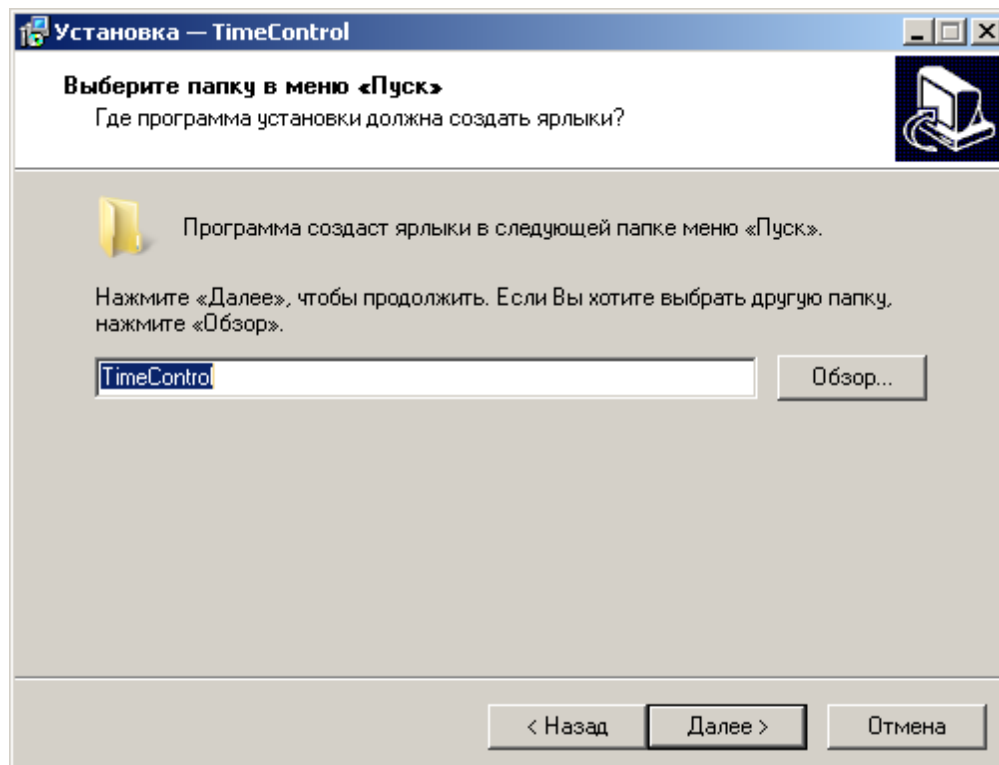 Установка — TimeControl
Выберите папку в меню «Пуск»
Где программа установки должна создать ярлыки?
Программа создаст ярлыки в следующей папке меню «Пуск».
Нажмите «Далее», чтобы продолжить. Если Вы хотите выбрать другую папку,
нажмите «Обзор».
TimeControl
Обзор...
< Назад
Далее >
Отмена